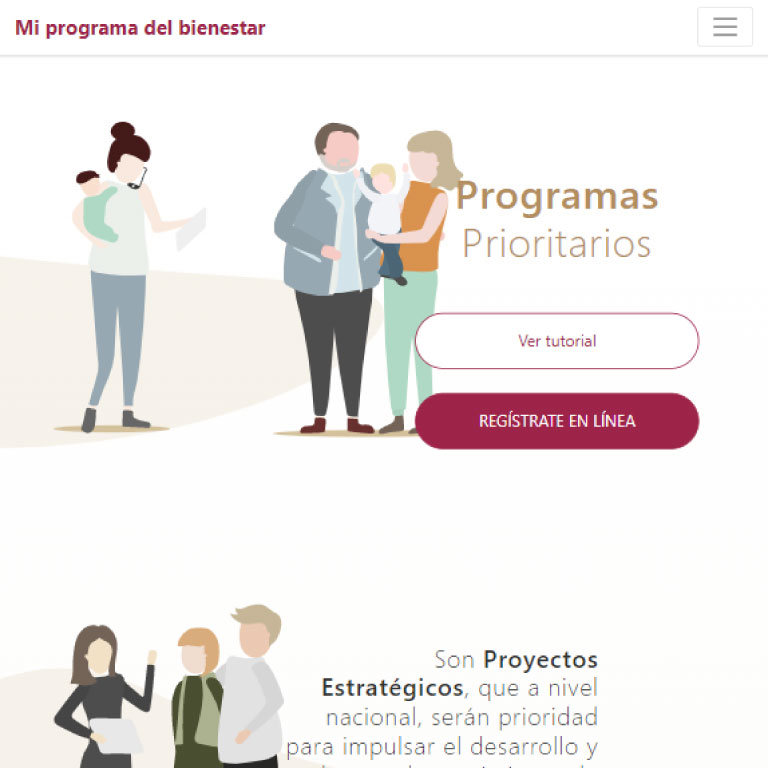 Mi programa del bienestar
Programas
Prioritarios
Ver tutorial
REGÍSTRATE EN LÍNEA
Son Proyectos
Estratégicos, que a nivel
nacional, serán prioridad
para impulsar el desarrollo y